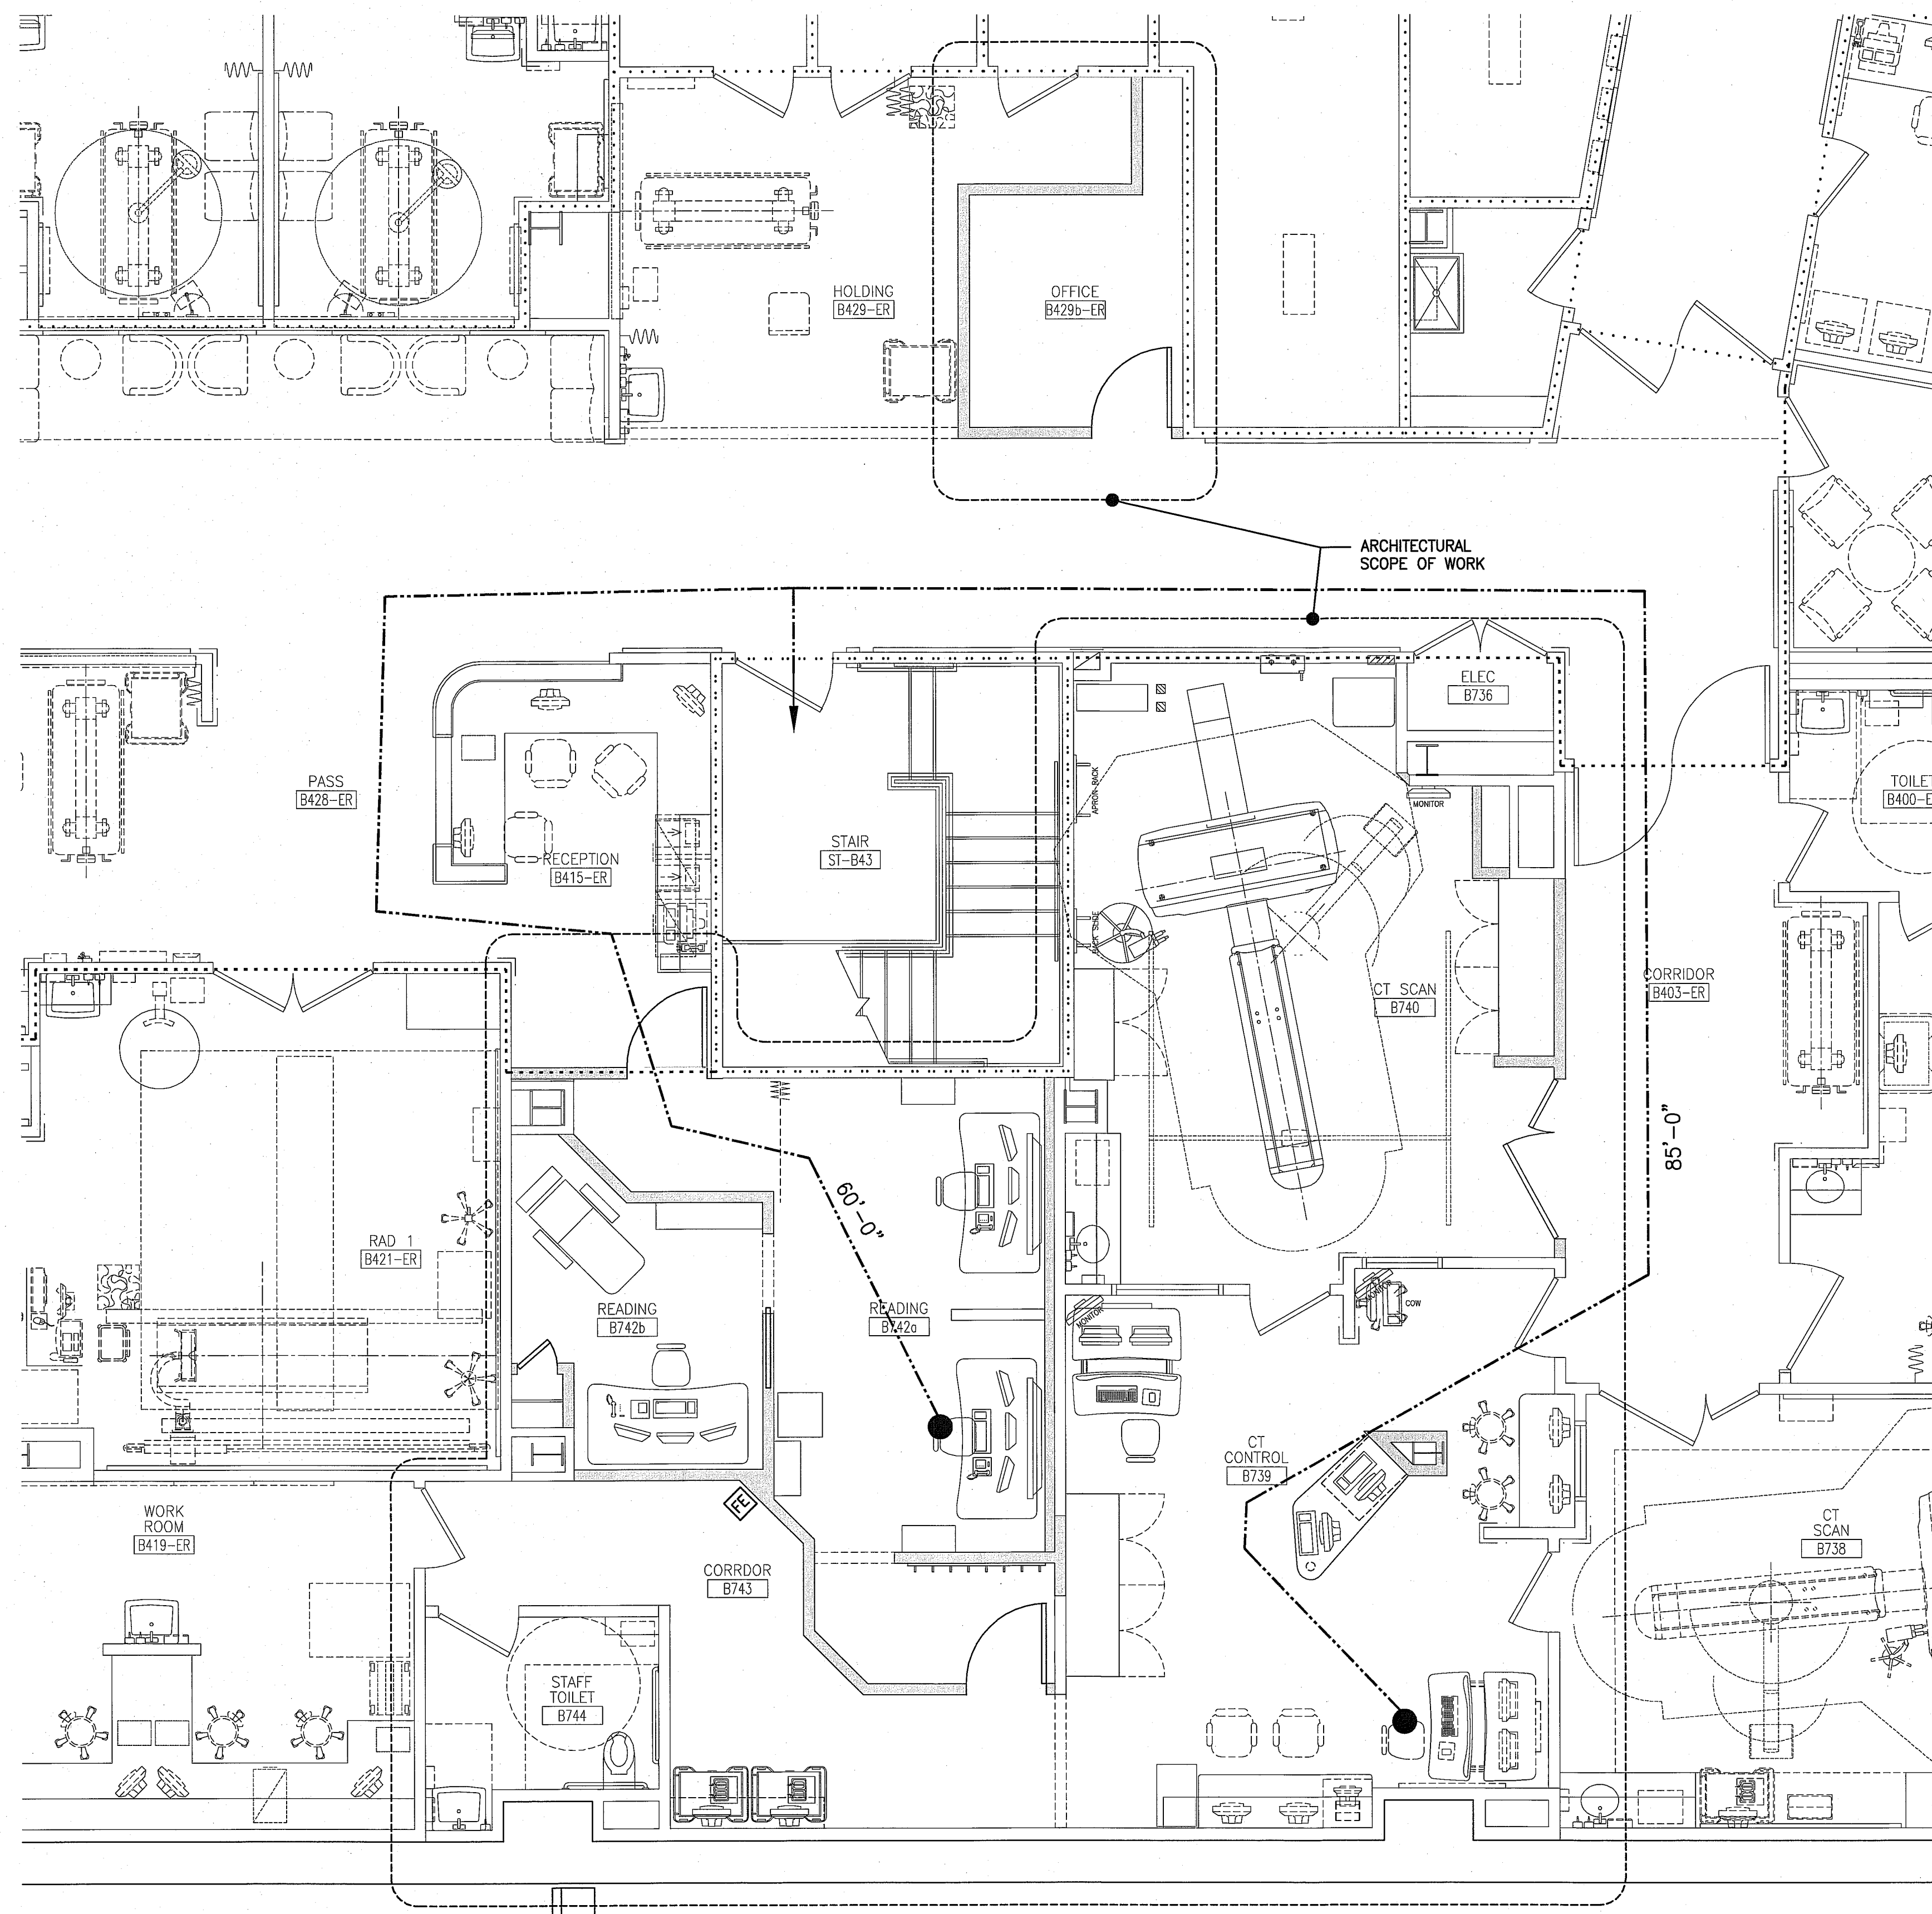 HOLDING
B429-ER
OFFICE
B429b-ER
ARCHITECTURAL
SCOPE OF WORK
ELEC
B736
PASS
B428-ER
APRON RACK
MONITOR
TOILET
B400-E
STAIR
ST-B43
RECEPTION
B415-ER
CT SCAN
B740
CORRIDOR
B403-ER
85'-0"
60'-0"
RAD 1
B421-ER
READING
B742b
READING
B742a
MONITOR
MONITOR
COW
CT
CONTROL
B739
FE
WORK
ROOM
B419-ER
CORRDOR
B743
CT
SCAN
B738
STAFF
TOILET
B744